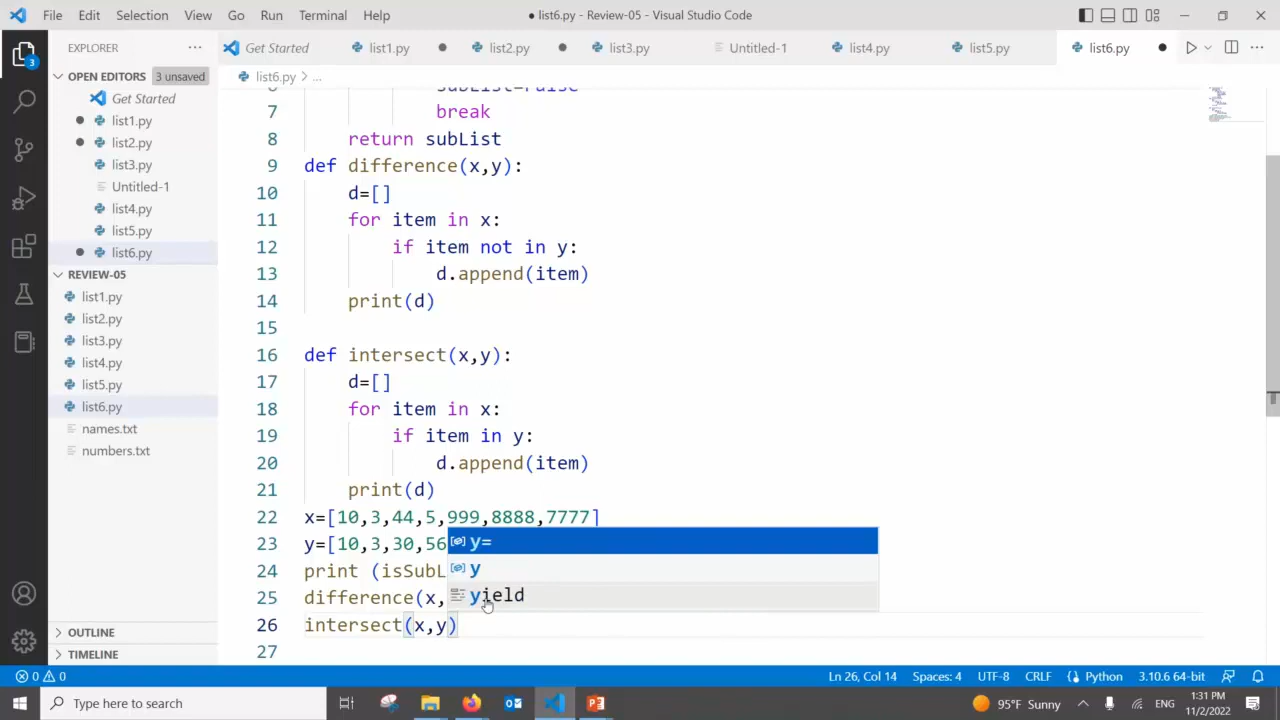 File Edit Selection View Go Run Terminal Help
● list6.py - Review-05 - Visual Studio Code
EXPLORER
Get Started list1.py list2.py list3.py Untitled-1 list4.py list5.py list6.py
OPEN EDITORS 3 unsaved
list6.py > ...
Get Started
list1.py
list2.py
list3.py
Untitled-1
list4.py
list5.py
list6.py
REVIEW-05
list1.py
list2.py
list3.py
list4.py
list5.py
list6.py
names.txt
numbers.txt
OUTLINE
TIMELINE
3
7 break
8 return subList
9 def difference(x,y):
10 d=[]
11 for item in x:
12 if item not in y:
13 d.append(item)
14 print(d)
15
16 def intersect(x,y):
17 d=[]
18 for item in x:
19 if item in y:
20 d.append(item)
21 print(d)
22 x=[10,3,44,5,999,8888,7777]
23 y=[10,3,30,56
24 print (isSubL
25 difference(x,
26 intersect(x,y)
27
y=
y
yield
0 0 Ln 26, Col 14 Spaces: 4 UTF-8 CRLF Python 3.10.6 64-bit
Type here to search
95°F Sunny ENG 1:31 PM
11/2/2022